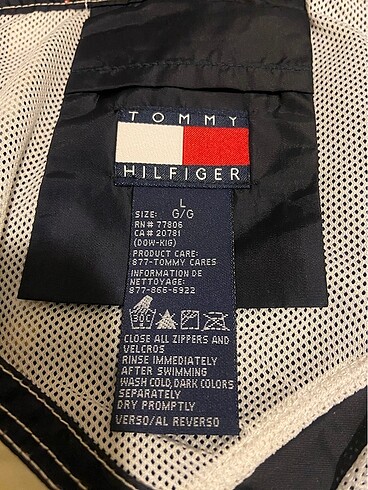 TOMMY
HILFIGER
L
SIZE: G/G
RN# 77806
CA# 20781
(DOW-KIG)
PRODUCT CARE:
877-TOMMY CARES
INFORMATION DE
NETTOYAGE:
877-866-6922
30C
CLOSE ALL ZIPPERS AND
VELCROS
RINSE IMMEDIATELY
AFTER SWIMMING
WASH COLD, DARK COLORS
SEPARATELY
DRY PROMPTLY
VERSO/AL REVERSO